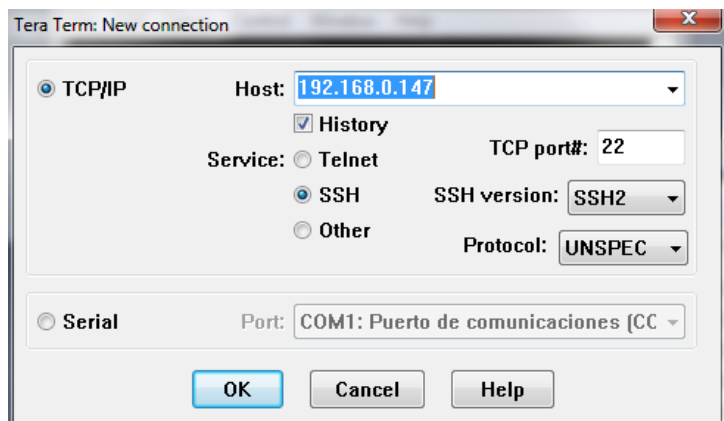 Tera Term: New connection
TCP/IP Host: 192.168.0.147
History
Service: Telnet TCP port#: 22
SSH SSH version: SSH2
Other Protocol: UNSPEC
Serial Port: COM1: Puerto de comunicaciones (CC
OK Cancel Help